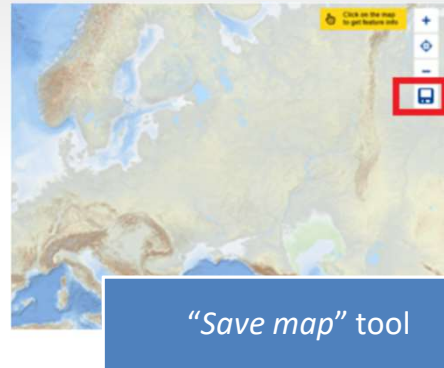 Click on the map
to get feature info
+
−
“Save map” tool